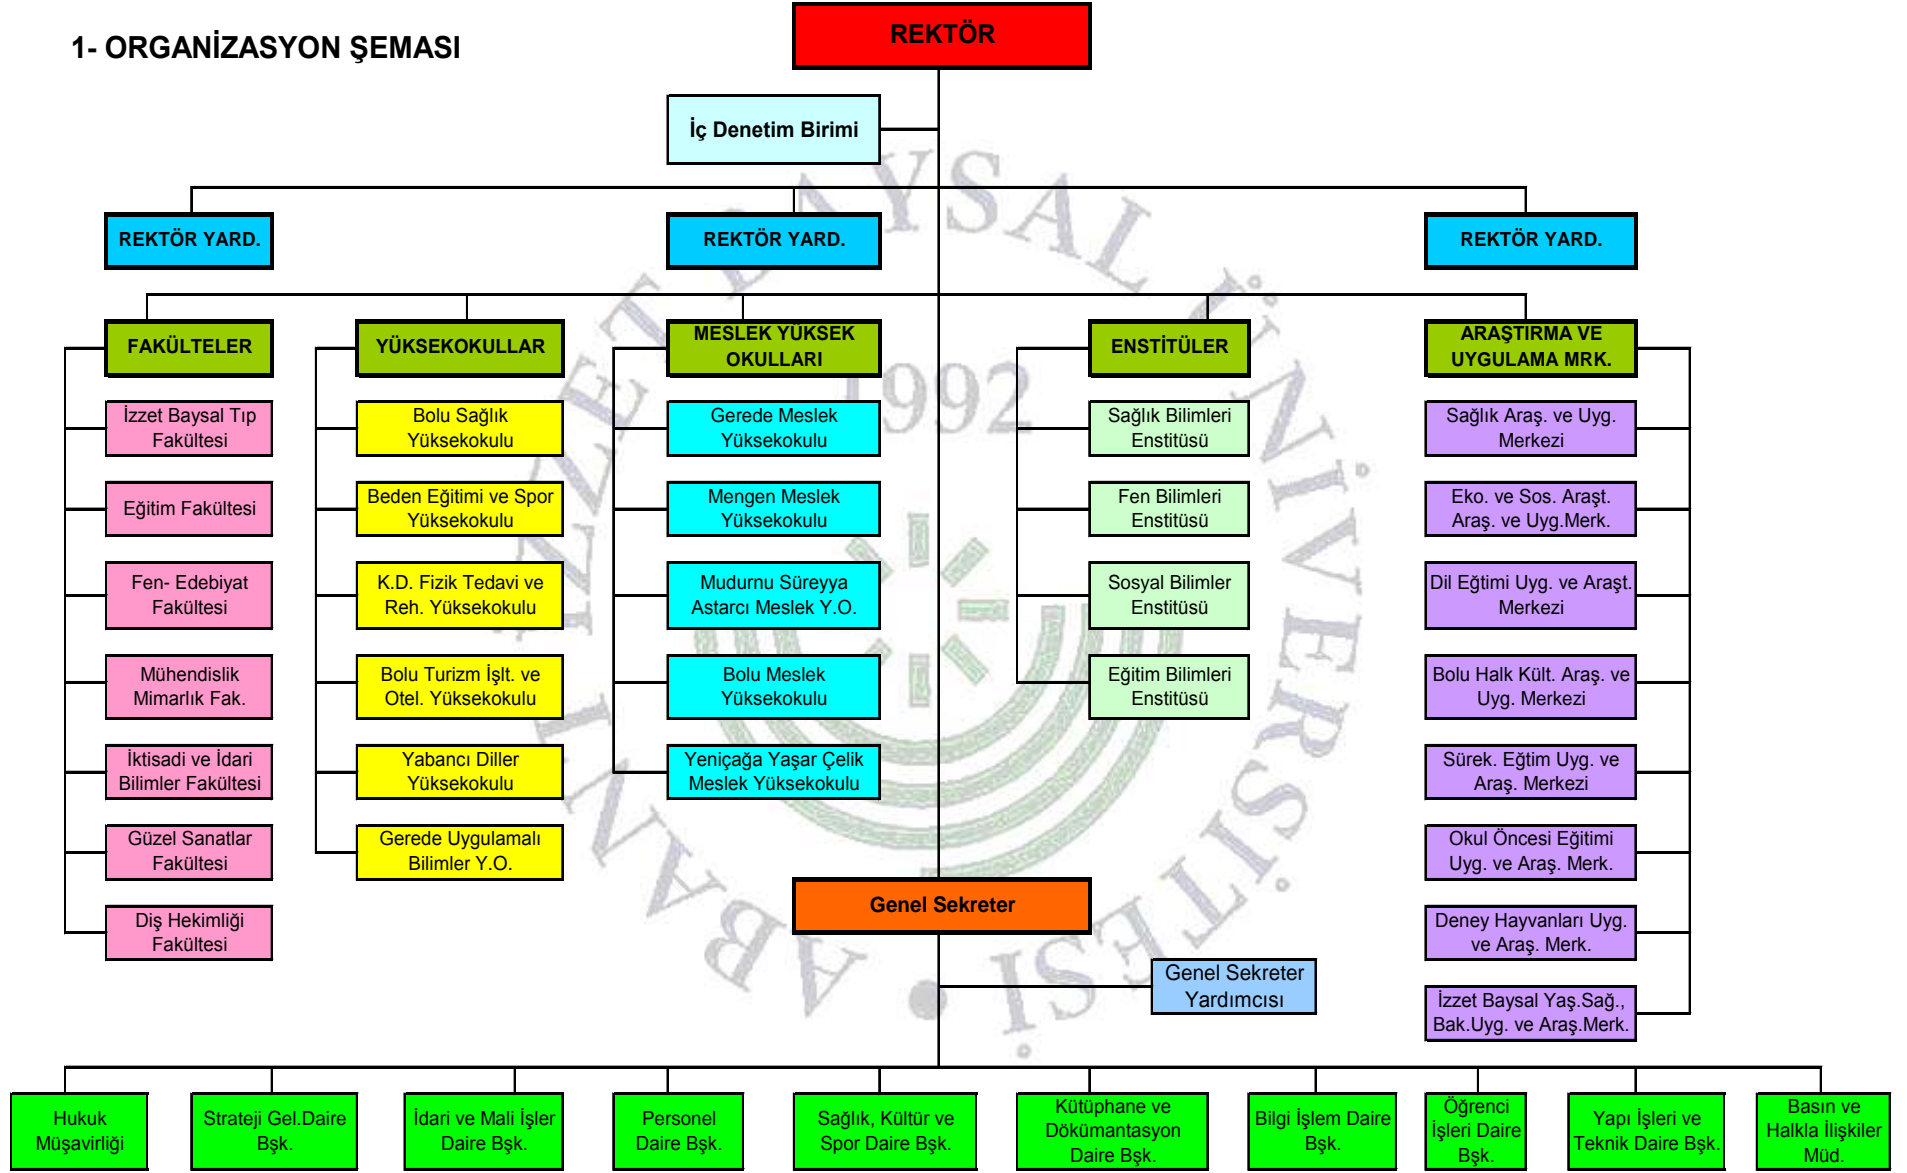 1- ORGANİZASYON ŞEMASI
REKTÖR
İç Denetim Birimi
REKTÖR YARD.
REKTÖR YARD.
REKTÖR YARD.
FAKÜLTELER
İzzet Baysal Tıp
Fakültesi
Eğitim Fakültesi
Fen- Edebiyat
Fakültesi
Mühendislik
Mimarlık Fak.
İktisadi ve İdari
Bilimler Fakültesi
Güzel Sanatlar
Fakültesi
Diş Hekimliği
Fakültesi
YÜKSEKOKULLAR
Bolu Sağlık
Yüksekokulu
Beden Eğitimi ve Spor
Yüksekokulu
K.D. Fizik Tedavi ve
Reh. Yüksekokulu
Bolu Turizm İşlt. ve
Otel. Yüksekokulu
Yabancı Diller
Yüksekokulu
Gerede Uygulamalı
Bilimler Y.O.
MESLEK YÜKSEK
OKULLARI
Gerede Meslek
Yüksekokulu
Mengen Meslek
Yüksekokulu
Mudurnu Süreyya
Astarcı Meslek Y.O.
Bolu Meslek
Yüksekokulu
Yeniçağa Yaşar Çelik
Meslek Yüksekokulu
ENSTİTÜLER
Sağlık Bilimleri
Enstitüsü
Fen Bilimleri
Enstitüsü
Sosyal Bilimler
Enstitüsü
Eğitim Bilimleri
Enstitüsü
ARAŞTIRMA VE
UYGULAMA MRK.
Sağlık Araş. ve Uyg.
Merkezi
Eko. ve Sos. Araşt.
Araş. ve Uyg.Merk.
Dil Eğtimi Uyg. ve Araşt.
Merkezi
Bolu Halk Kült. Araş. ve
Uyg. Merkezi
Sürek. Eğtim Uyg. ve
Araş. Merkezi
Okul Öncesi Eğitimi
Uyg. ve Araş. Merk.
Deney Hayvanları Uyg.
ve Araş. Merk.
İzzet Baysal Yaş.Sağ.,
Bak.Uyg. ve Araş.Merk.
Genel Sekreter
Genel Sekreter
Yardımcısı
Hukuk
Müşavirliği
Strateji Gel.Daire
Bşk.
İdari ve Mali İşler
Daire Bşk.
Personel
Daire Bşk.
Sağlık, Kültür ve
Spor Daire Bşk.
Kütüphane ve
Dökümantasyon
Daire Bşk.
Bilgi İşlem Daire
Bşk.
Öğrenci
İşleri Daire
Bşk.
Yapı İşleri ve
Teknik Daire Bşk.
Basın ve
Halkla İlişkiler
Müd.
ABANT İZZET BAYSAL ÜNİVERSİTESİ •
1992